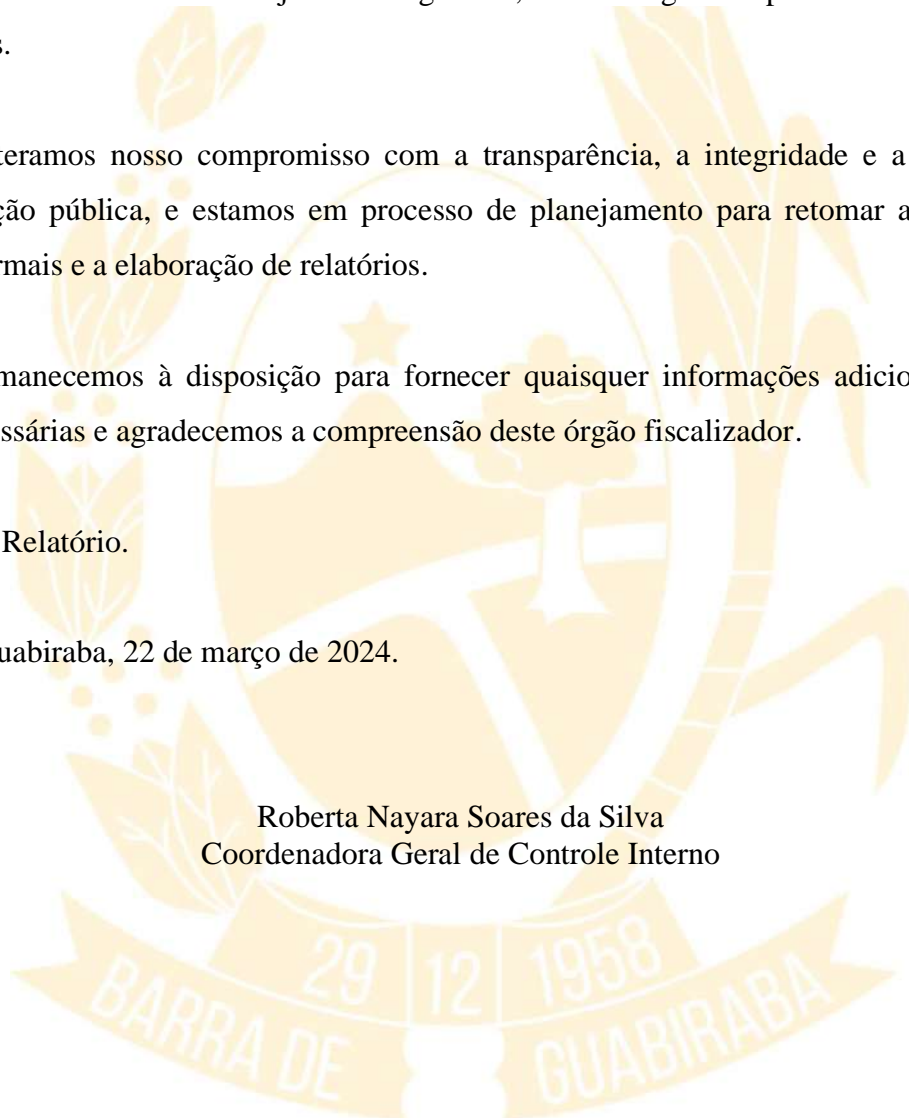 s.
teramos nosso compromisso com a transparência, a integridade e a
ção pública, e estamos em processo de planejamento para retomar a
rmais e a elaboração de relatórios.
manecemos à disposição para fornecer quaisquer informações adicio
ssárias e agradecemos a compreensão deste órgão fiscalizador.
Relatório.
uabiraba, 22 de março de 2024.
Roberta Nayara Soares da Silva
Coordenadora Geral de Controle Interno
29 12 1958
BARRA DE GUABIRABA